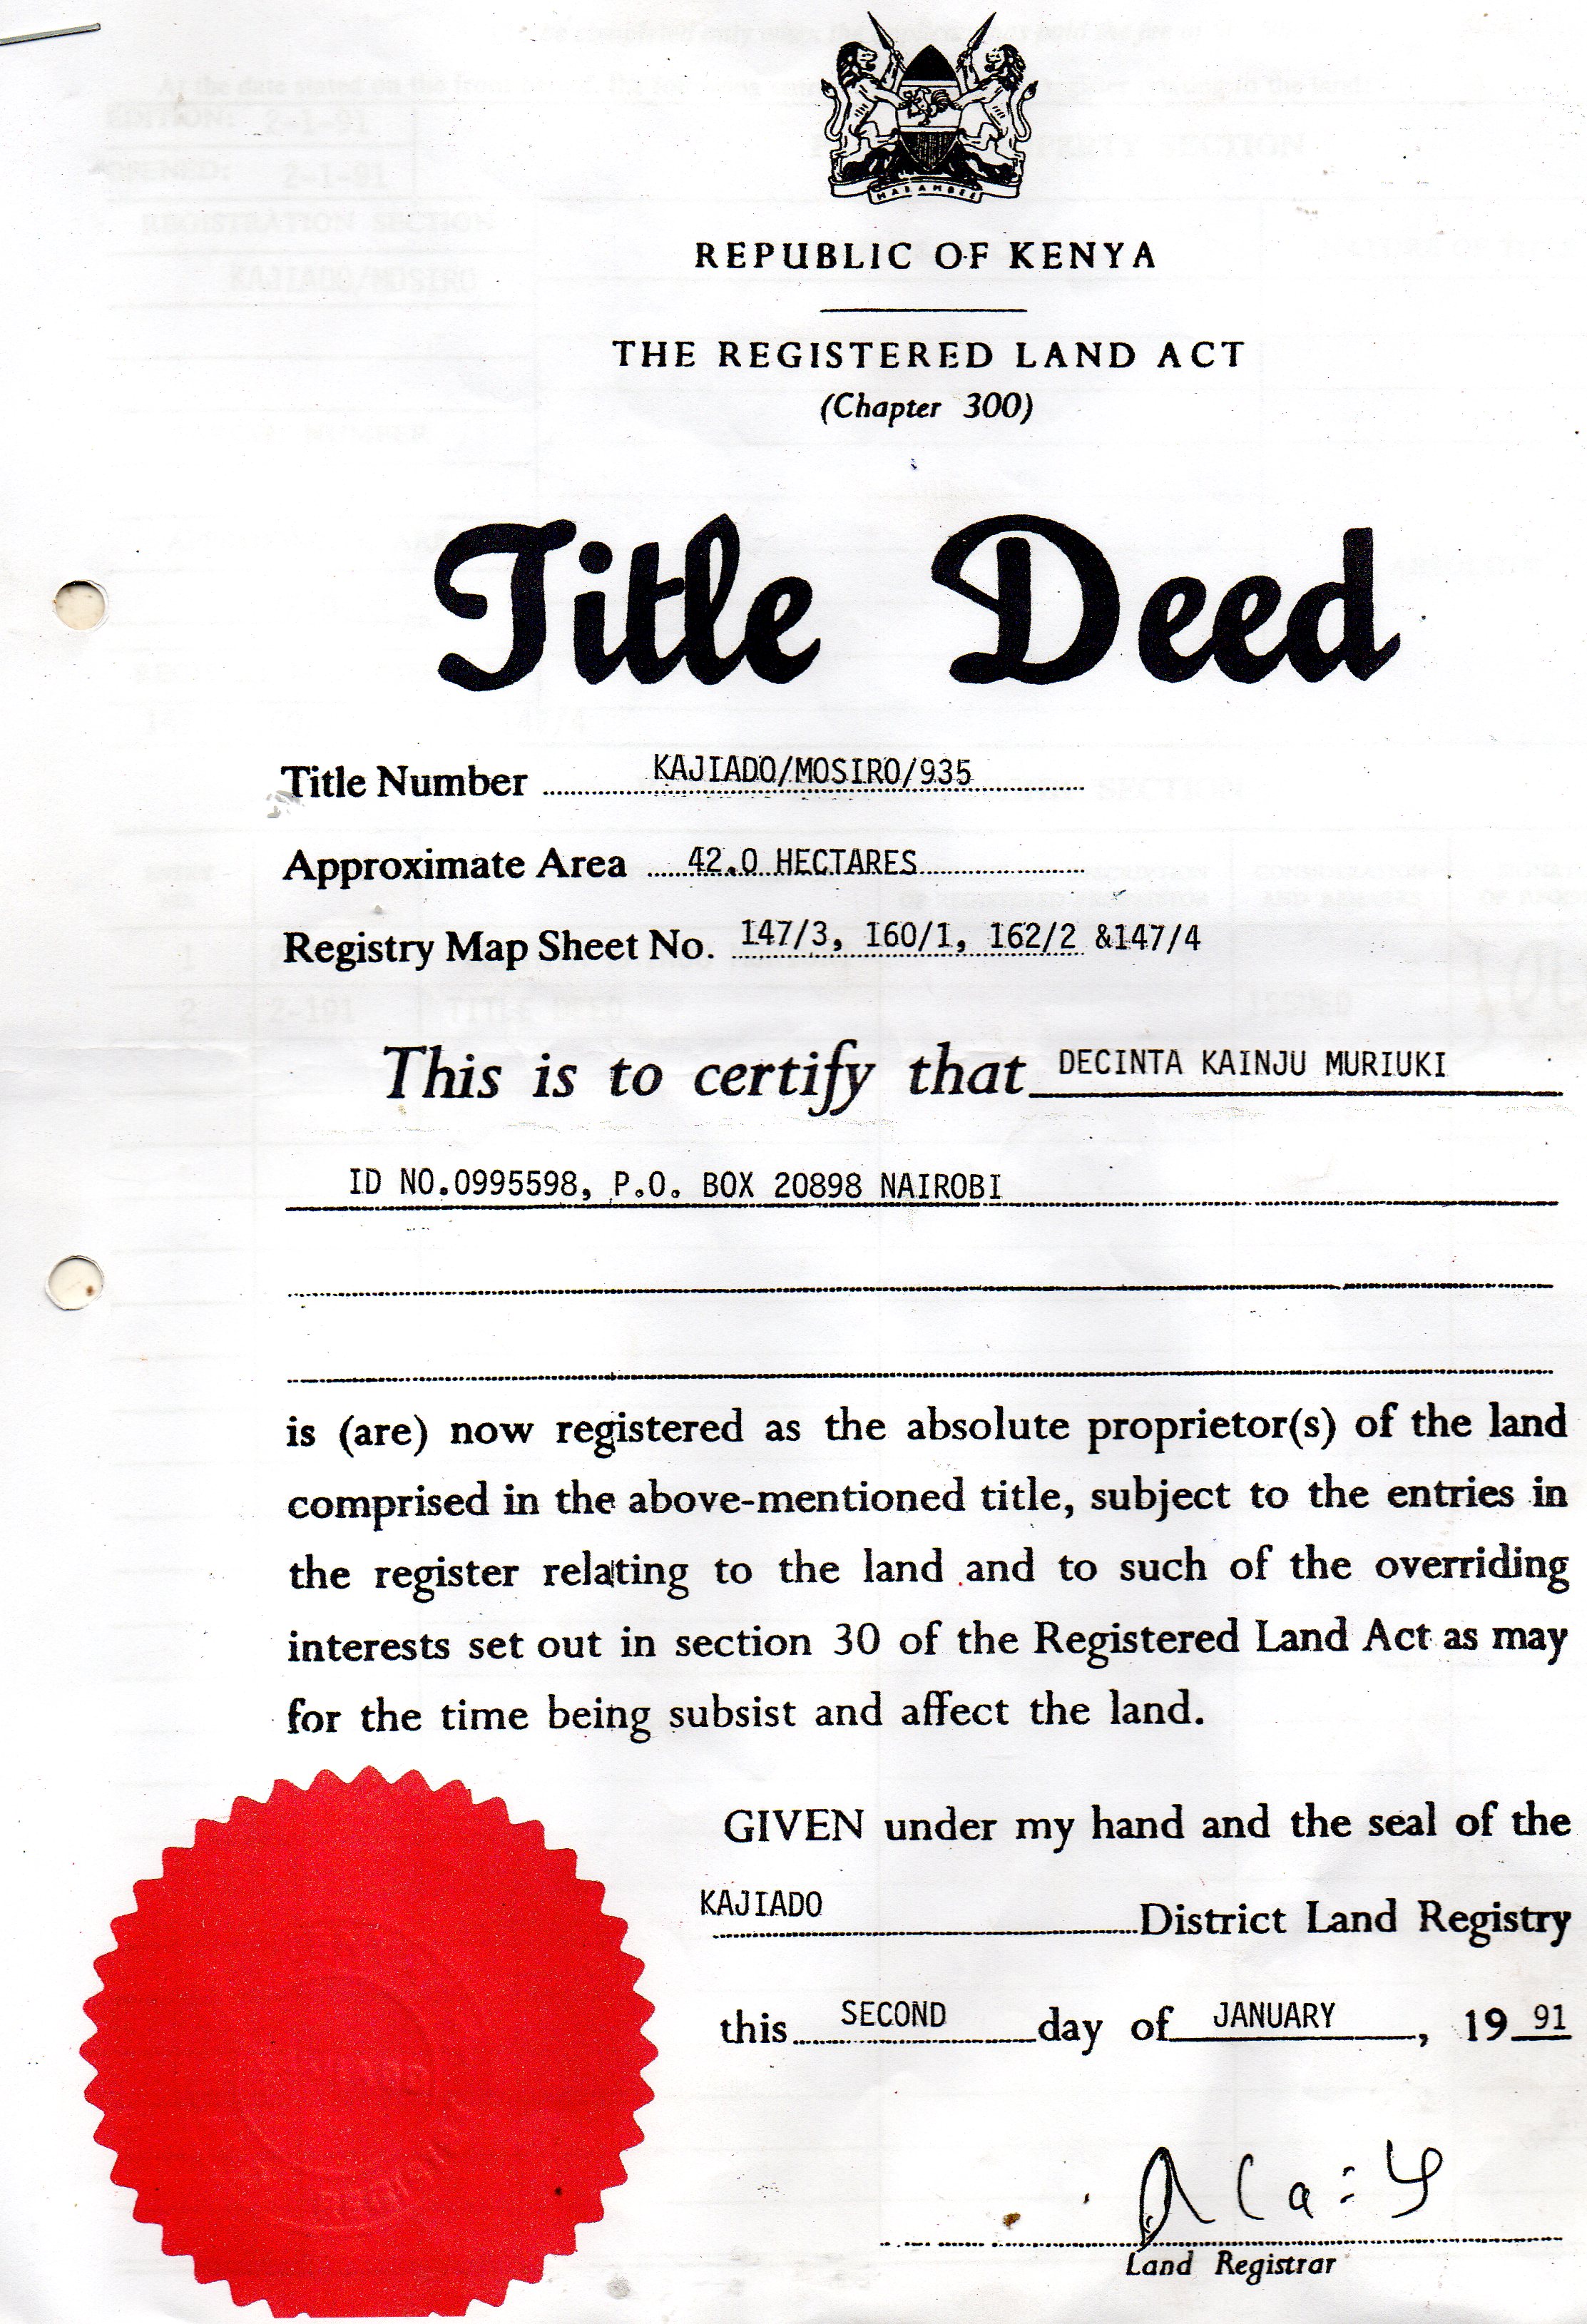 HARAMBEE
REPUBLIC OF KENYA
THE REGISTERED LAND ACT
(Chapter 300)
Title Deed
Title Number KAJIADO/MOSIRO/935
Approximate Area 42.0 HECTARES
Registry Map Sheet No. 147/3, 160/1, 162/2 &147/4
This is to certify that DECINTA KAINJU MURIUKI
ID NO.0995598, P.O. BOX 20898 NAIROBI
is (are) now registered as the absolute proprietor(s) of the land
comprised in the above-mentioned title, subject to the entries in
the register relating to the land and to such of the overriding
interests set out in section 30 of the Registered Land Act as may
for the time being subsist and affect the land.
GIVEN under my hand and the seal of the
KAJIADO District Land Registry
this SECOND day of JANUARY, 19 91
Land Registrar